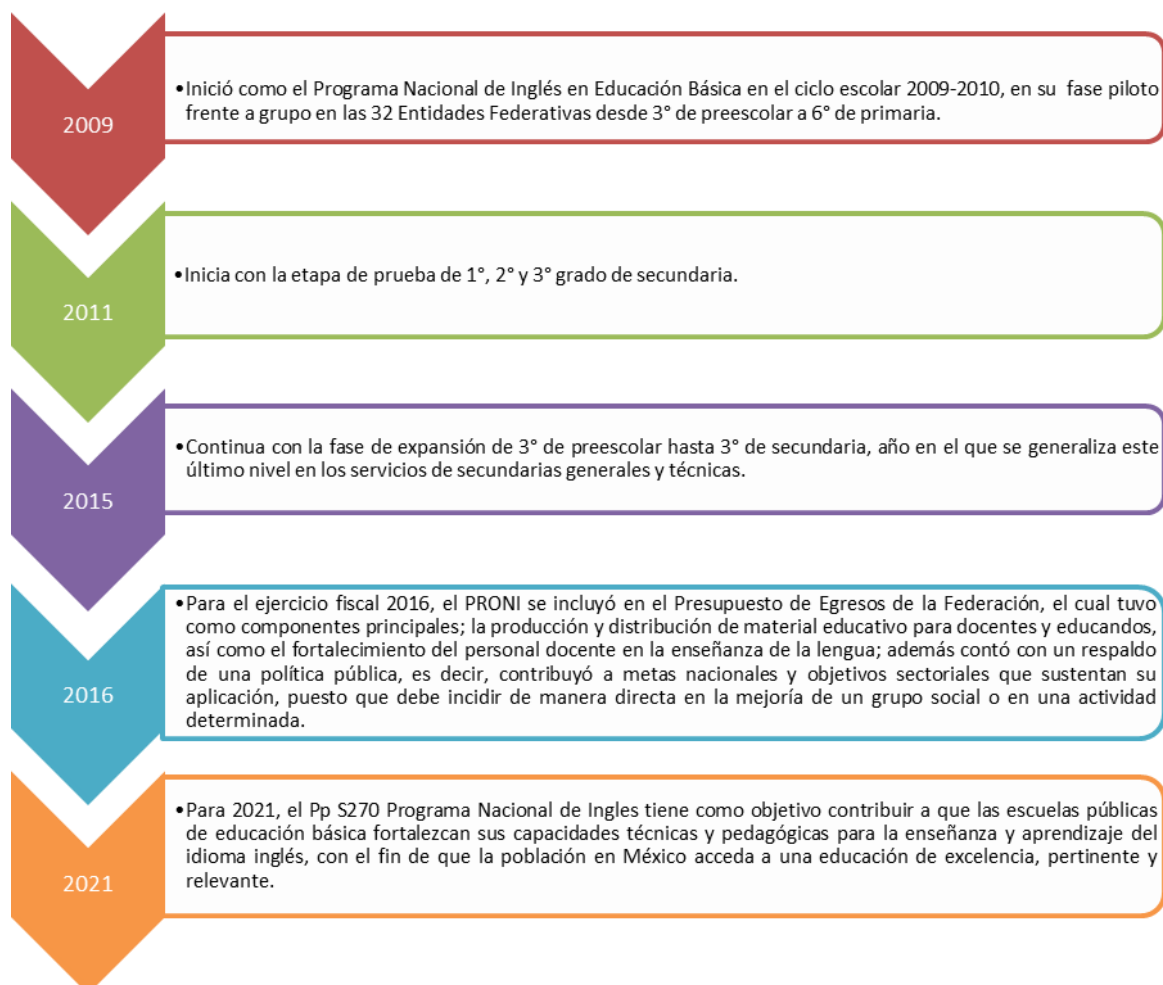 2009
•Inició como el Programa Nacional de Inglés en Educación Básica en el ciclo escolar 2009-2010, en su fase piloto
frente a grupo en las 32 Entidades Federativas desde 3° de preescolar a 6° de primaria.
2011
•Inicia con la etapa de prueba de 1°, 2° y 3° grado de secundaria.
2015
•Continua con la fase de expansión de 3° de preescolar hasta 3° de secundaria, año en el que se generaliza este
último nivel en los servicios de secundarias generales y técnicas.
2016
•Para el ejercicio fiscal 2016, el PRONI se incluyó en el Presupuesto de Egresos de la Federación, el cual tuvo
como componentes principales; la producción y distribución de material educativo para docentes y educandos,
así como el fortalecimiento del personal docente en la enseñanza de la lengua; además contó con un respaldo
de una política pública, es decir, contribuyó a metas nacionales y objetivos sectoriales que sustentan su
aplicación, puesto que debe incidir de manera directa en la mejoría de un grupo social o en una actividad
determinada.
2021
•Para 2021, el Pp S270 Programa Nacional de Ingles tiene como objetivo contribuir a que las escuelas públicas
de educación básica fortalezcan sus capacidades técnicas y pedagógicas para la enseñanza y aprendizaje del
idioma inglés, con el fin de que la población en México acceda a una educación de excelencia, pertinente y
relevante.